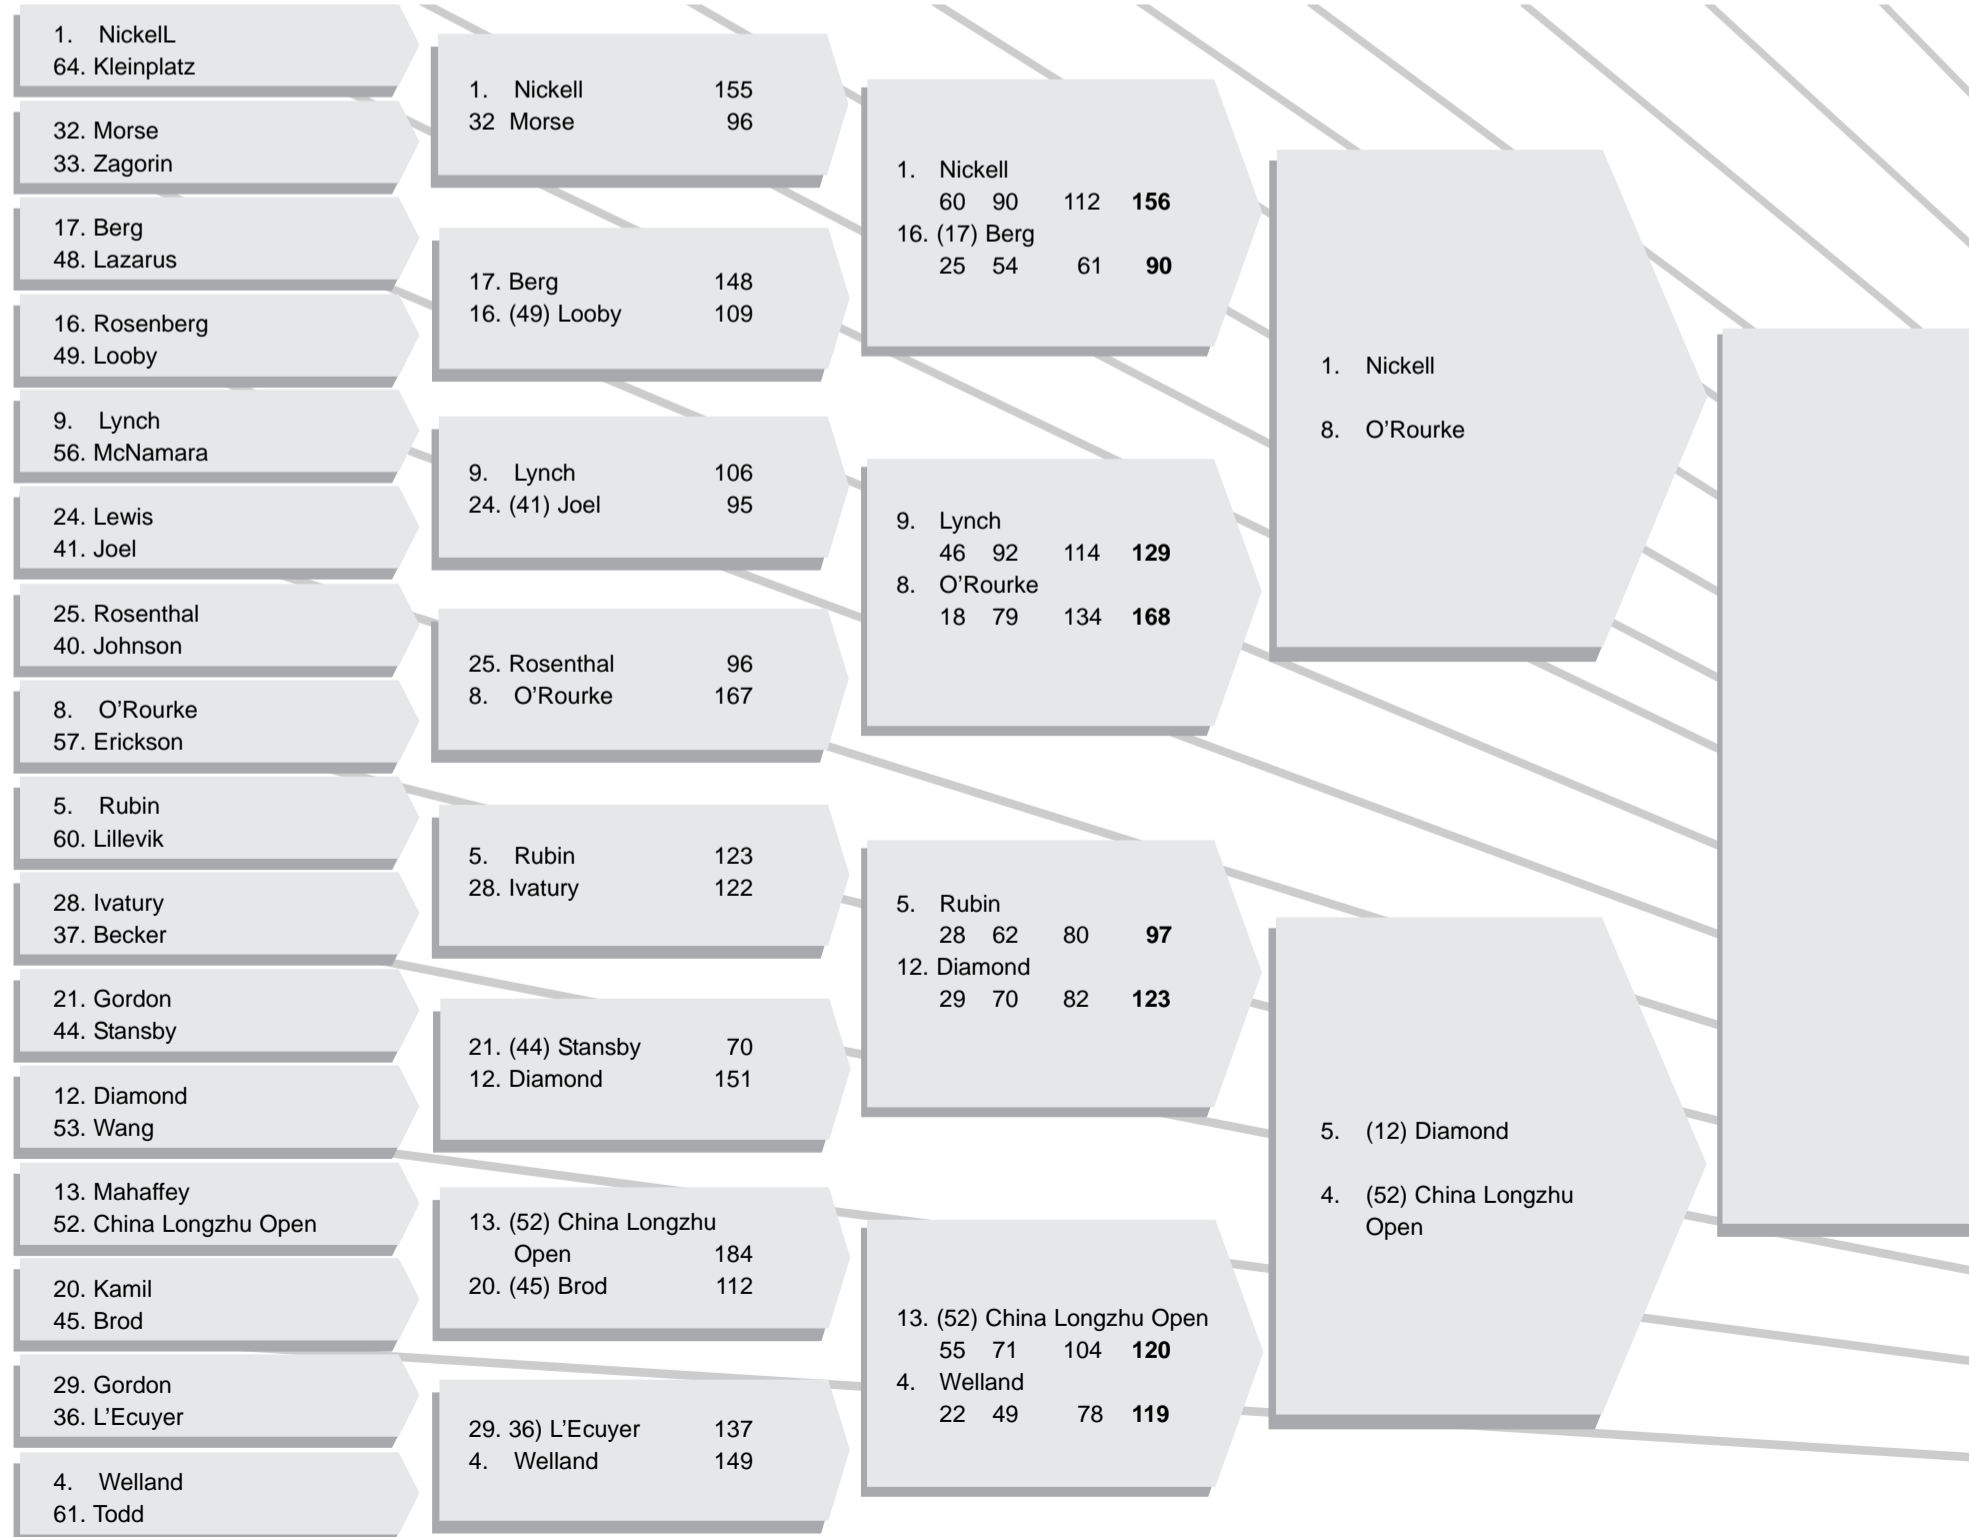 1. NickelL
64. Kleinplatz
32. Morse
33. Zagorin
17. Berg
48. Lazarus
16. Rosenberg
49. Looby
9. Lynch
56. McNamara
24. Lewis
41. Joel
25. Rosenthal
40. Johnson
8. O’Rourke
57. Erickson
5. Rubin
60. Lillevik
28. Ivatury
37. Becker
21. Gordon
44. Stansby
12. Diamond
53. Wang
13. Mahaffey
52. China Longzhu Open
20. Kamil
45. Brod
29. Gordon
36. L’Ecuyer
4. Welland
61. Todd
1. Nickell 155
32 Morse 96
17. Berg 148
16. (49) Looby 109
9. Lynch 106
24. (41) Joel 95
25. Rosenthal 96
8. O’Rourke 167
5. Rubin 123
28. Ivatury 122
21. (44) Stansby 70
12. Diamond 151
13. (52) China Longzhu
Open 184
20. (45) Brod 112
29. 36) L’Ecuyer 137
4. Welland 149
1. Nickell
60 90 112 156
16. (17) Berg
25 54 61 90
9. Lynch
46 92 114 129
8. O’Rourke
18 79 134 168
5. Rubin
28 62 80 97
12. Diamond
29 70 82 123
13. (52) China Longzhu Open
55 71 104 120
4. Welland
22 49 78 119
1. Nickell
8. O’Rourke
5. (12) Diamond
4. (52) China Longzhu
Open